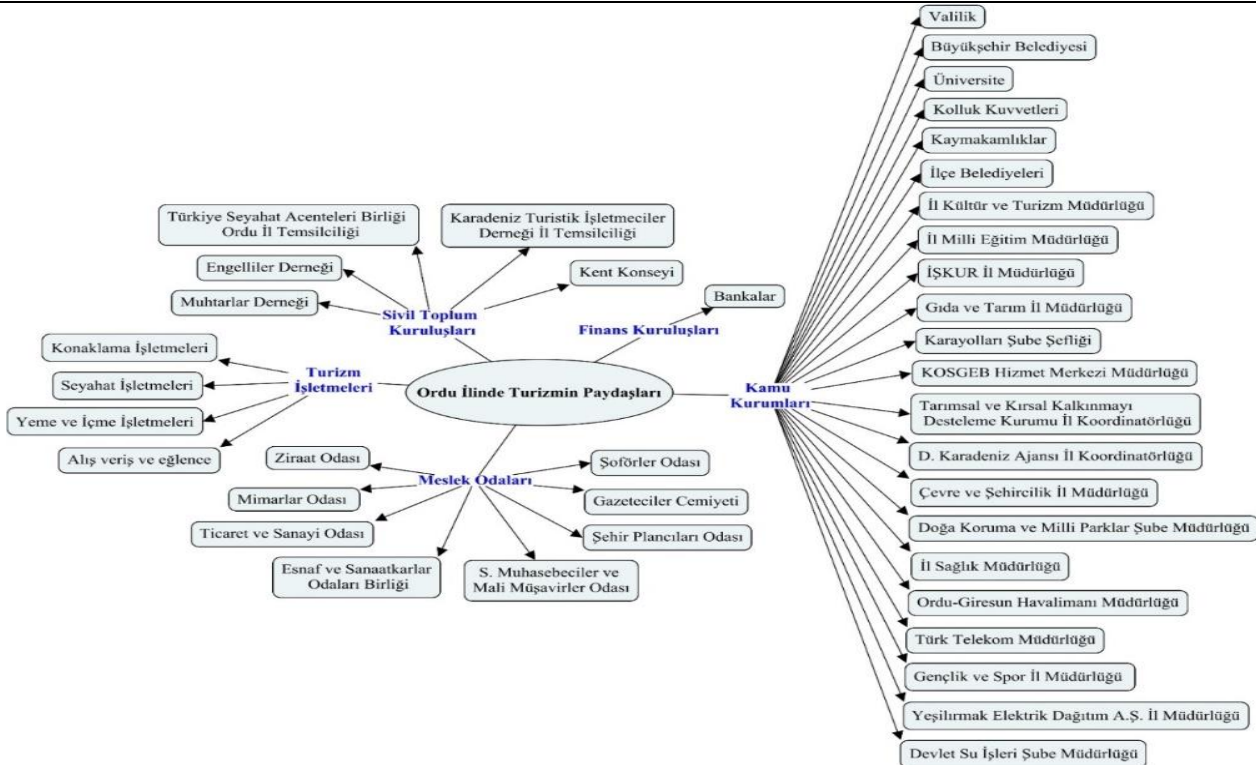 Ordu İlinde Turizmin Paydaşları
Sivil Toplum
Kuruluşları
Türkiye Seyahat Acenteleri Birliği
Ordu İl Temsilciliği
Karadeniz Turistik İşletmeciler
Derneği İl Temsilciliği
Engelliler Derneği
Kent Konseyi
Muhtarlar Derneği
Finans Kuruluşları
Bankalar
Turizm
İşletmeleri
Konaklama İşletmeleri
Seyahat İşletmeleri
Yeme ve İçme İşletmeleri
Alış veriş ve eğlence
Meslek Odaları
Ziraat Odası
Mimarlar Odası
Ticaret ve Sanayi Odası
Esnaf ve Sanaatkarlar
Odaları Birliği
S. Muhasebeciler ve
Mali Müşavirler Odası
Şehir Plancıları Odası
Gazeteciler Cemiyeti
Şoförler Odası
Kamu
Kurumları
Valilik
Büyükşehir Belediyesi
Üniversite
Kolluk Kuvvetleri
Kaymakamlıklar
İlçe Belediyeleri
İl Kültür ve Turizm Müdürlüğü
İl Milli Eğitim Müdürlüğü
İŞKUR İl Müdürlüğü
Gıda ve Tarım İl Müdürlüğü
Karayolları Şube Şefliği
KOSGEB Hizmet Merkezi Müdürlüğü
Tarımsal ve Kırsal Kalkınmayı
Desteleme Kurumu İl Koordinatörlüğü
D. Karadeniz Ajansı İl Koordinatörlüğü
Çevre ve Şehircilik İl Müdürlüğü
Doğa Koruma ve Milli Parklar Şube Müdürlüğü
İl Sağlık Müdürlüğü
Ordu-Giresun Havalimanı Müdürlüğü
Türk Telekom Müdürlüğü
Gençlik ve Spor İl Müdürlüğü
Yeşilırmak Elektrik Dağıtım A.Ş. İl Müdürlüğü
Devlet Su İşleri Şube Müdürlüğü